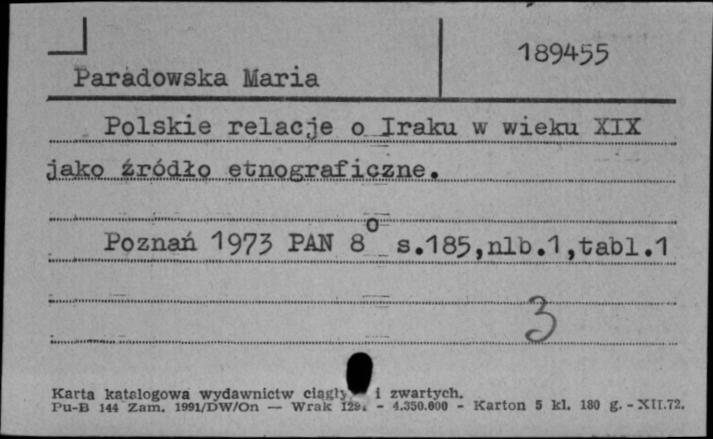 189455
Paradowska Maria
Polskie relacje o Iraku w wieku XIX
jako źródło etnograficzne.
Poznań 1973 PAN 8° s.185,nlb.1,tabl.1
3
Karta katalogowa wydawnictw i zwartych.
Pu-B 144 Zam. 1991/DW/On — Wrak - 4.350.000 - Karton 5 kl. 180 g. - XII.72.